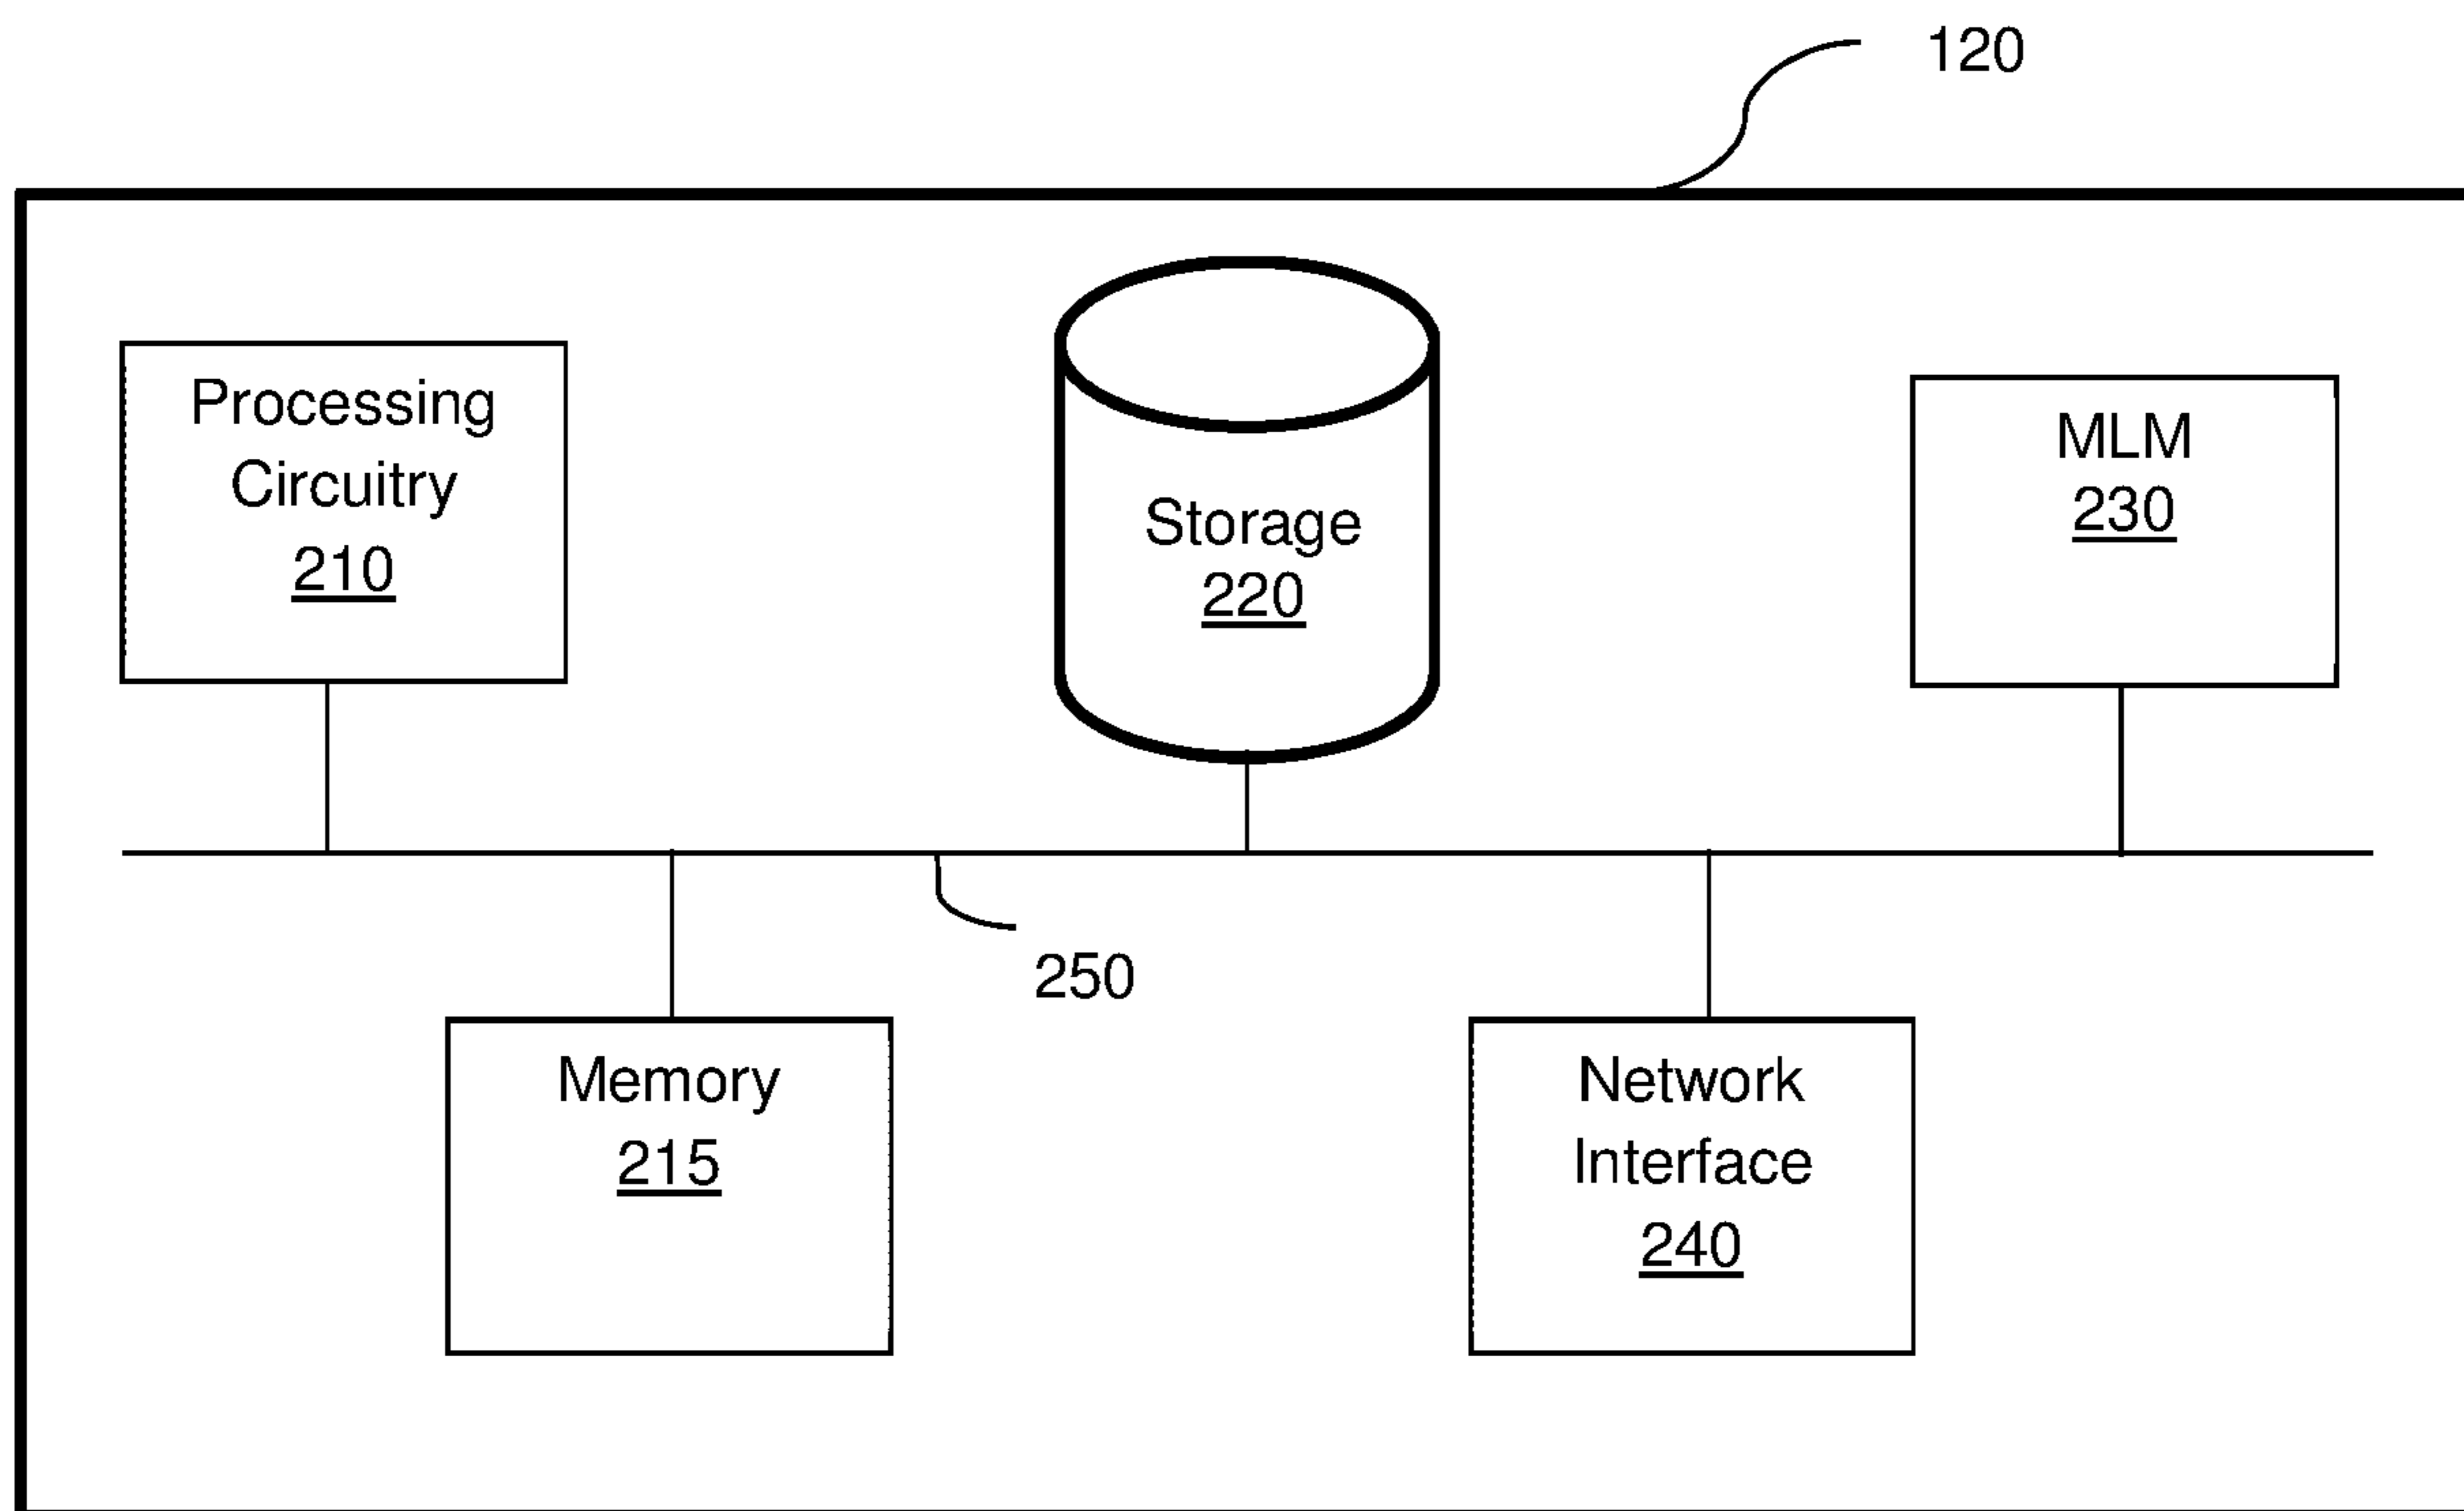 120
Processing
Circuitry
210
Storage
220
MLM
230
250
Memory
215
Network
Interface
240